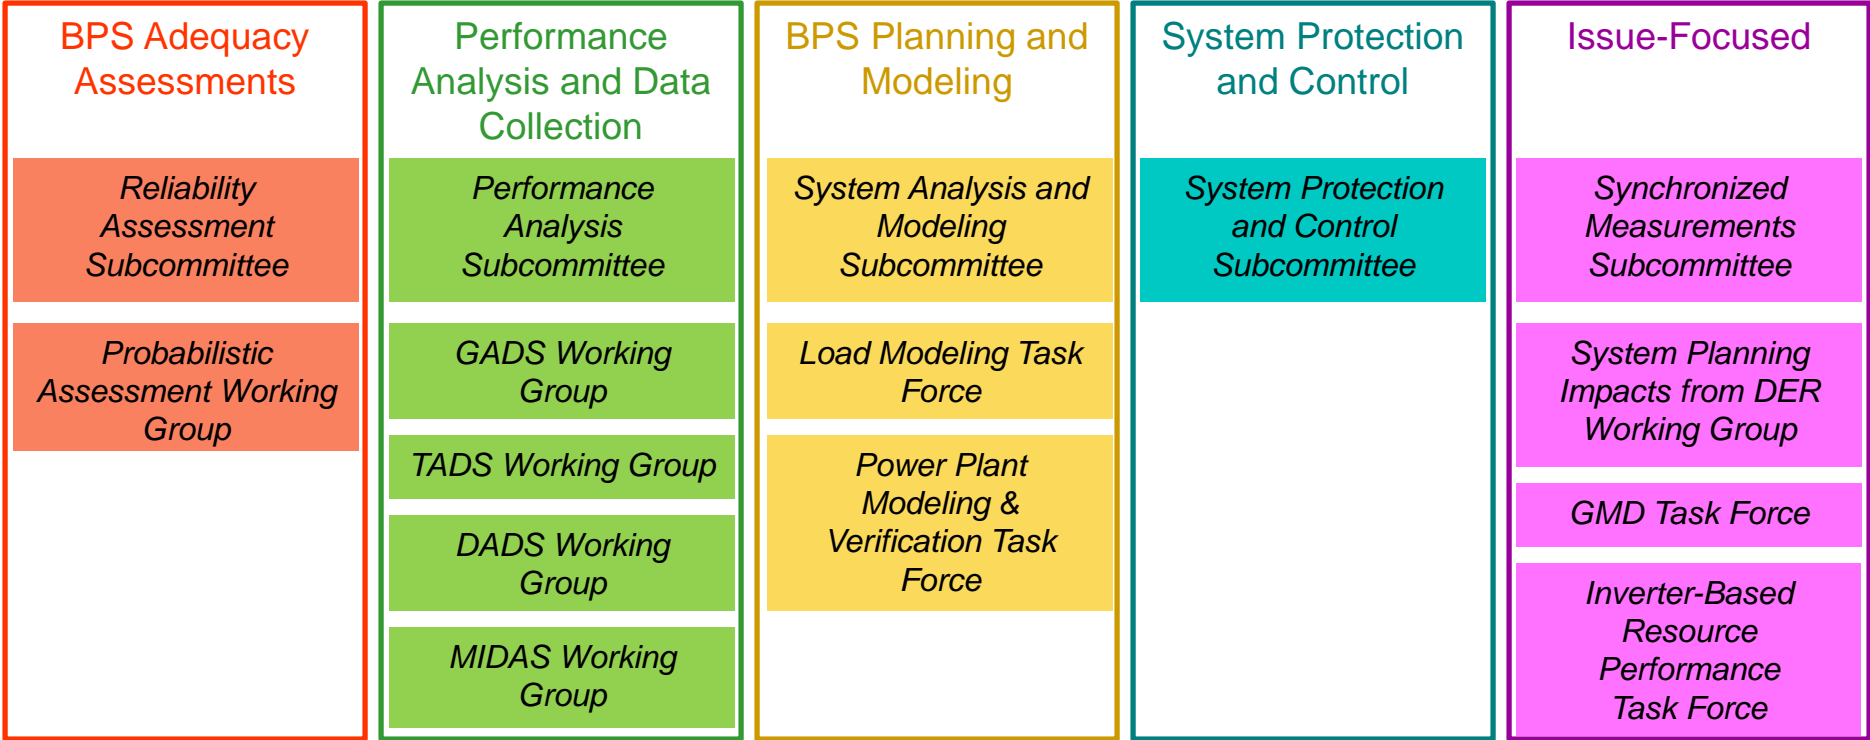 BPS Adequacy
Assessments
Reliability
Assessment
Subcommittee
Probabilistic
Assessment Working
Group
Performance
Analysis and Data
Collection
Performance
Analysis
Subcommittee
GADS Working
Group
TADS Working Group
DADS Working
Group
MIDAS Working
Group
BPS Planning and
Modeling
System Analysis and
Modeling
Subcommittee
Load Modeling Task
Force
Power Plant
Modeling &
Verification Task
Force
System Protection
and Control
System Protection
and Control
Subcommittee
Issue-Focused
Synchronized
Measurements
Subcommittee
System Planning
Impacts from DER
Working Group
GMD Task Force
Inverter-Based
Resource
Performance
Task Force